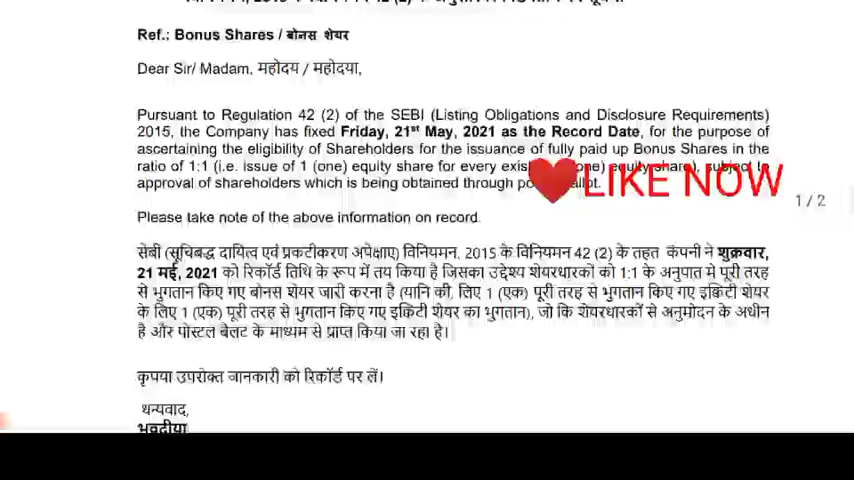 Ref.: Bonus Shares / बोनस शेयर
Dear Sir/ Madam, महोदय / महोदया,
Pursuant to Regulation 42 (2) of the SEBI (Listing Obligations and Disclosure Requirements)
2015, the Company has fixed Friday, 21st May, 2021 as the Record Date, for the purpose of
ascertaining the eligibility of Shareholders for the issuance of fully paid up Bonus Shares in the
ratio of 1:1 (i.e. issue of 1 (one) equity share for every one) equity share), subject to
approval of shareholders which is being obtained through
LIKE NOW
1 / 2
Please take note of the above information on record.
सेबी (सूचिबद्ध दायित्व एवं प्रकटीकरण अपेक्षाए) विनियमन, 2015 के विनियमन 42 (2) के तहत कंपनी ने शुक्रवार,
21 मई, 2021 को रिकॉर्ड तिथि के रूप में तय किया है जिसका उद्देश्य शेयरधारकों को 1:1 के अनुपात मे पूरी तरह
से भुगतान किए गए बोनस शेयर जारी करना है (यानि की, लिए 1 (एक) पूरी तरह से भुगतान किए गए इक्विटी शेयर
के लिए 1 (एक) पूरी तरह से भुगतान किए गए इक्विटी शेयर का भुगतान), जो कि शेयरधारकों से अनुमोदन के अधीन
है और पोस्टल बैलट के माध्यम से प्राप्त किया जा रहा है।
कृपया उपरोक्त जानकारी को रिकॉर्ड पर लें।
धन्यवाद,
भवदीया